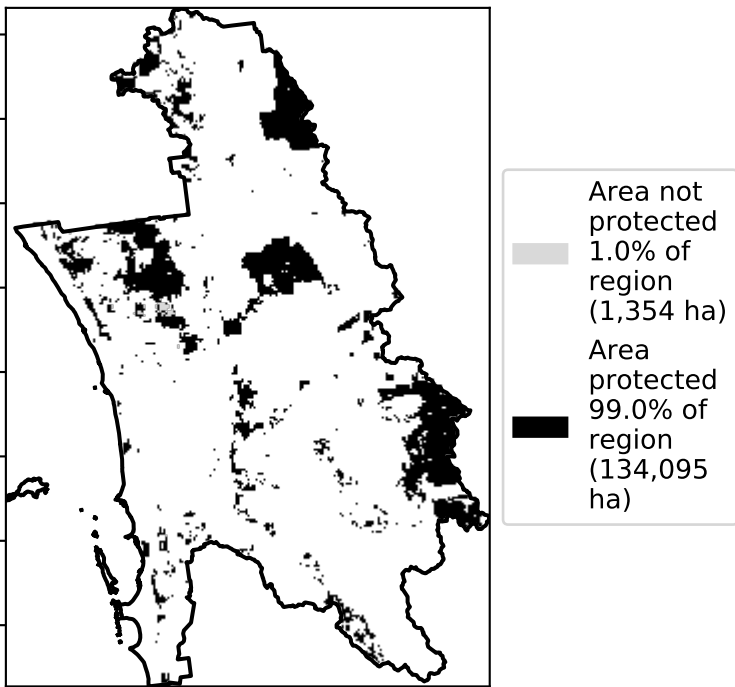 Area not
protected
1.0% of
region
(1,354 ha)
Area
protected
99.0% of
region
(134,095
ha)